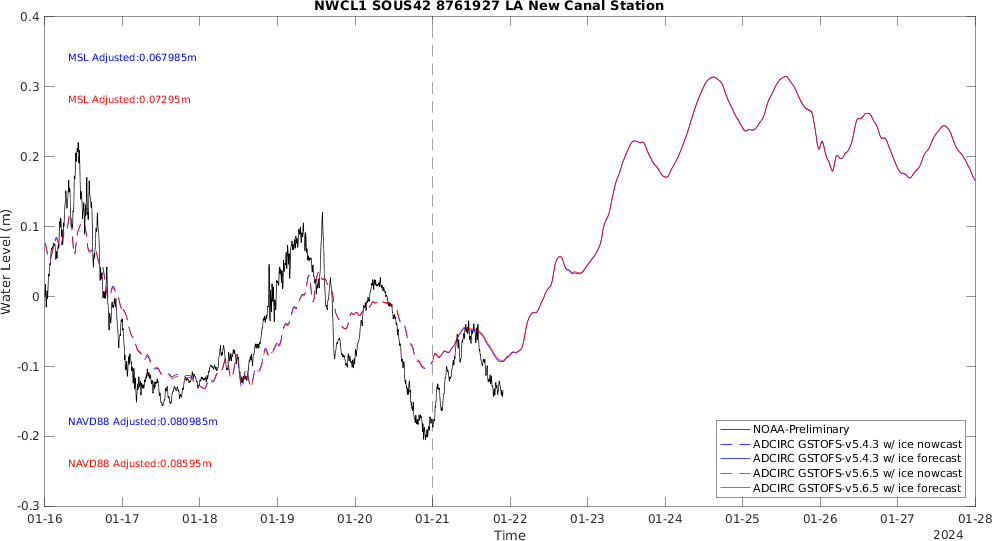 NWCL1 SOUS42 8761927 LA New Canal Station
Water Level (m)
0.4
0.3
0.2
0.1
0
-0.1
-0.2
-0.3
MSL Adjusted:0.067985m
MSL Adjusted:0.07295m
NAVD88 Adjusted:0.080985m
NAVD88 Adjusted:0.08595m
NOAA-Preliminary
ADCIRC GSTOFS-v5.4.3 w/ ice nowcast
ADCIRC GSTOFS-v5.4.3 w/ ice forecast
ADCIRC GSTOFS-v5.6.5 w/ ice nowcast
ADCIRC GSTOFS-v5.6.5 w/ ice forecast
01-16 01-17 01-18 01-19 01-20 01-21 01-22 01-23 01-24 01-25 01-26 01-27 01-28
Time
2024